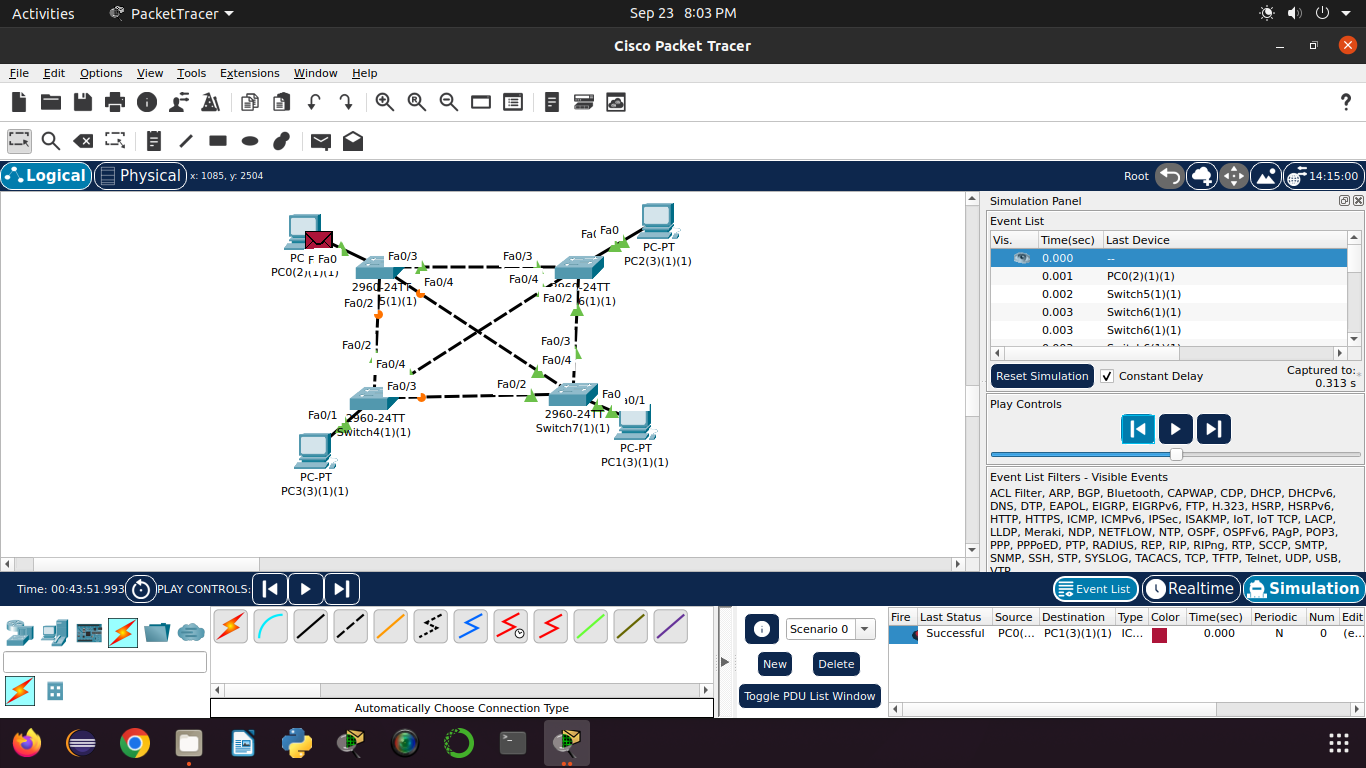 Activities PacketTracer Sep 23 8:03 PM
Cisco Packet Tracer
File Edit Options View Tools Extensions Window Help
Logical Physical x: 1085, y: 2504 Root 14:15:00
Simulation Panel
Event List
Vis. Time(sec) Last Device
0.000 --
0.001 PC0(2)(1)(1)
0.002 Switch5(1)(1)
0.003 Switch6(1)(1)
0.003 Switch6(1)(1)
Reset Simulation Constant Delay Captured to:
0.313 s
Play Controls
Event List Filters - Visible Events
ACL Filter, ARP, BGP, Bluetooth, CAPWAP, CDP, DHCP, DHCPv6,
DNS, DTP, EAPOL, EIGRP, EIGRPv6, FTP, H.323, HSRP, HSRPv6,
HTTP, HTTPS, ICMP, ICMPv6, IPSec, ISAKMP, IoT, IoT TCP, LACP,
LLDP, Meraki, NDP, NETFLOW, NTP, OSPF, OSPFv6, PAgP, POP3,
PPP, PPPoED, PTP, RADIUS, REP, RIP, RIPng, RTP, SCCP, SMTP,
SNMP, SSH, STP, SYSLOG, TACACS, TCP, TFTP, Telnet, UDP, USB,
VTP
Fa0
PC-PT
PC2(3)(1)(1)
PC F Fa0
PC0(2)(1)(1)
Fa0/3 Fa0/3
Fa0/4 Fa0/4
2960-24TT
5(1)(1) 6(1)(1)
Fa0/2 Fa0/2
Fa0/2 Fa0/3
Fa0/4 Fa0/4
Fa0/3 Fa0/2
Fa0 a0/1
Fa0/1
2960-24TT 2960-24TT
Switch4(1)(1) Switch7(1)(1)
PC-PT
PC1(3)(1)(1)
PC-PT
PC3(3)(1)(1)
Time: 00:43:51.993 PLAY CONTROLS: Event List Realtime Simulation
Automatically Choose Connection Type
Scenario 0
New Delete
Toggle PDU List Window
Fire Last Status Source Destination Type Color Time(sec) Periodic Num Edit
Successful PC0(... PC1(3)(1)(1) IC... 0.000 N 0 (e...